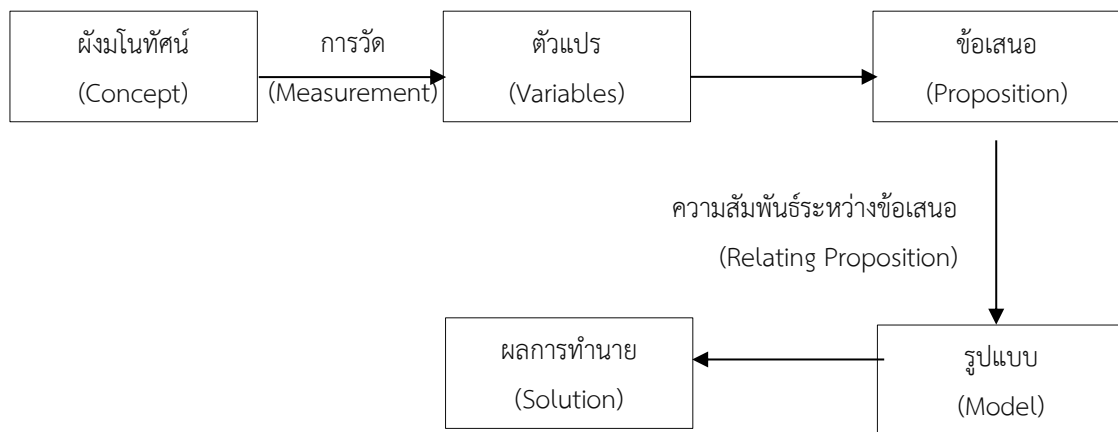 ผังมโนทัศน์
(Concept)
การวัด
(Measurement)
ตัวแปร
(Variables)
ข้อเสนอ
(Proposition)
ความสัมพันธ์ระหว่างข้อเสนอ
(Relating Proposition)
ผลการทำนาย
(Solution)
รูปแบบ
(Model)